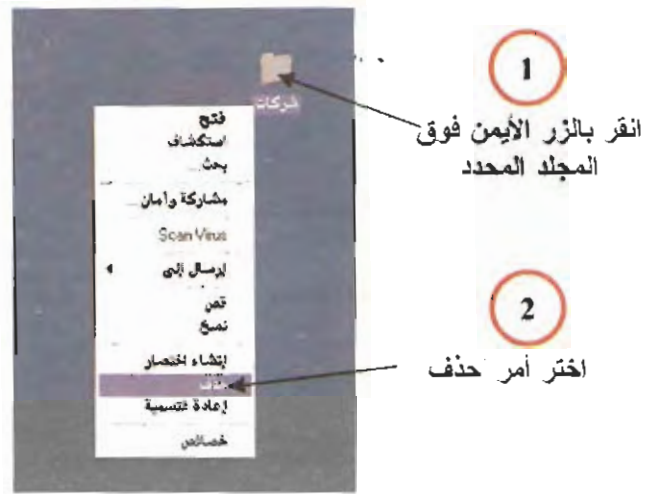 1
انقر بالزر الأيمن فوق
المجلد المحدد
شركات
فتح
استكشاف
بحث...
مشاركة وأمان...
Scan Virus
إرسال إلى
قص
نسخ
إنشاء اختصار
حذف
إعادة تسمية
خصائص
2
اختر أمر حذف